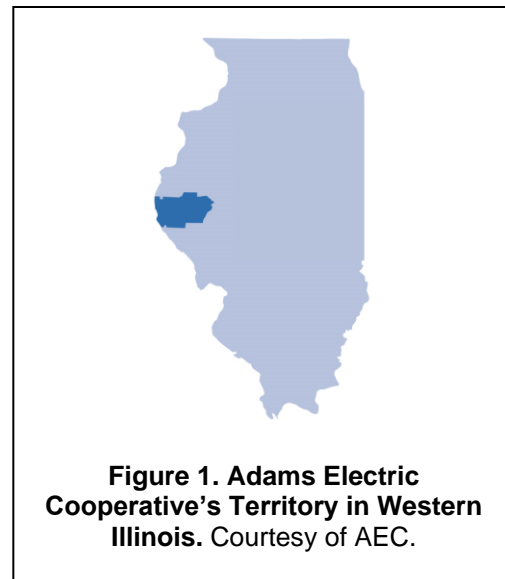 Figure 1. Adams Electric
Cooperative’s Territory in Western
Illinois. Courtesy of AEC.